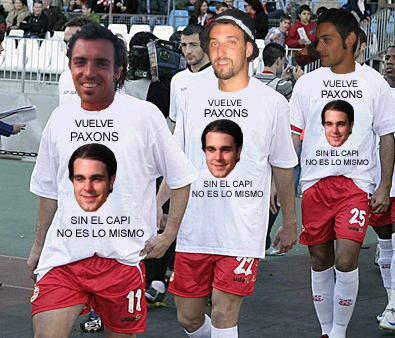 VUELVE
PAXONS
SIN EL CAPI
NO ES LO MISMO
11
VUELVE
PAXONS
SIN EL CAPI
NO ES LO MISMO
22
VUELVE
PAXONS
SIN EL CAPI
NO ES LO MISMO
25